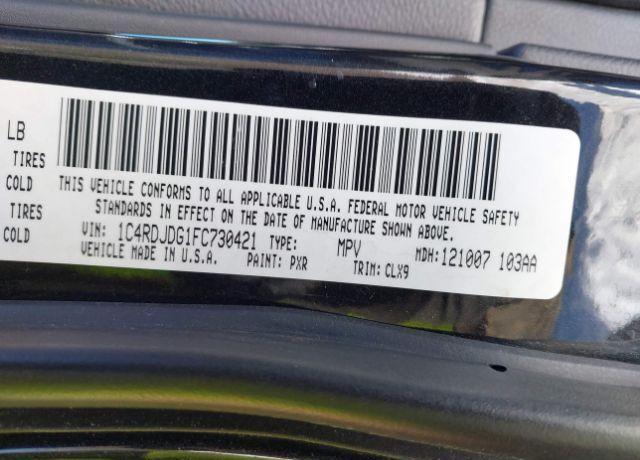 LB
TIRES
COLD
THIS VEHICLE CONFORMS TO ALL APPLICABLE U.S.A. FEDERAL MOTOR VEHICLE SAFETY
STANDARDS IN EFFECT ON THE DATE OF MANUFACTURE SHOWN ABOVE.
TIRES
VIN: 1C4RDJDG1FC730421 TYPE: MPV MDH:121007 103AA
COLD
VEHICLE MADE IN U.S.A. PAINT: PXR TRIM: CLX9